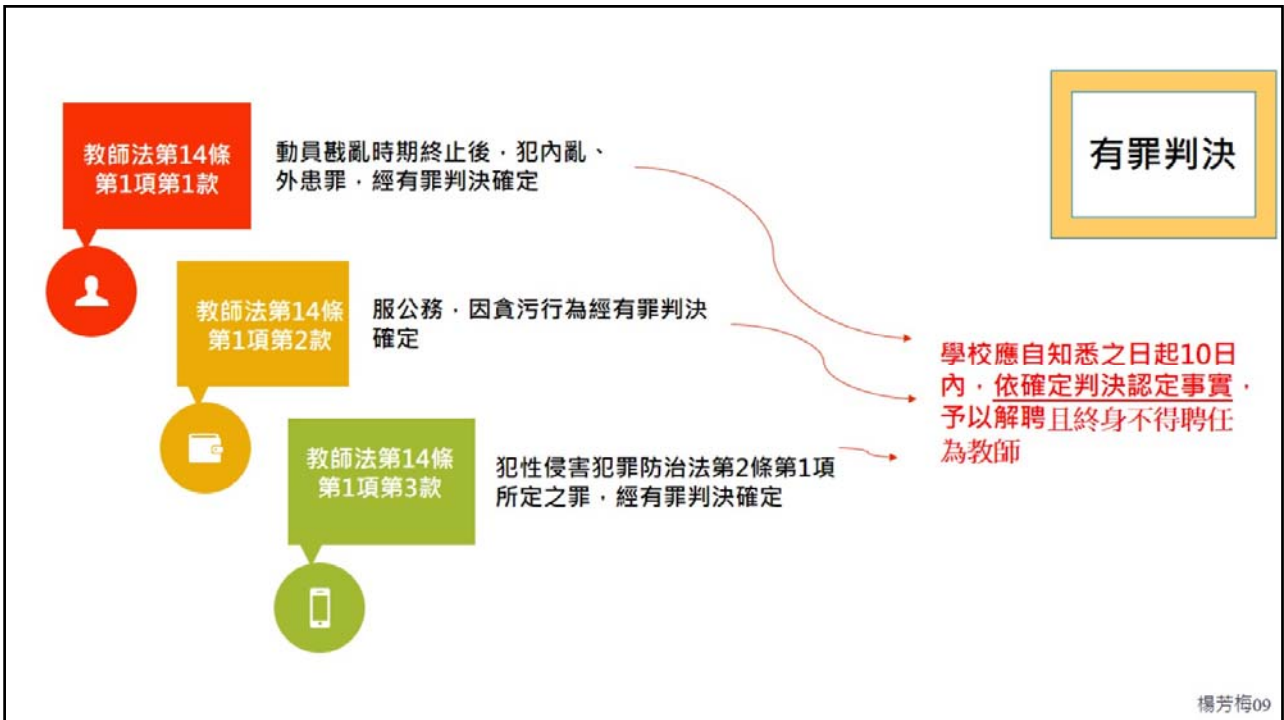 有罪判決
教師法第14條
第1項第1款
動員戡亂時期終止後，犯內亂、
外患罪，經有罪判決確定
教師法第14條
第1項第2款
服公務，因貪污行為經有罪判決
確定
教師法第14條
第1項第3款
犯性侵害犯罪防治法第2條第1項
所定之罪，經有罪判決確定
學校應自知悉之日起10日
內，依確定判決認定事實，
予以解聘且終身不得聘任
為教師
楊芳梅09